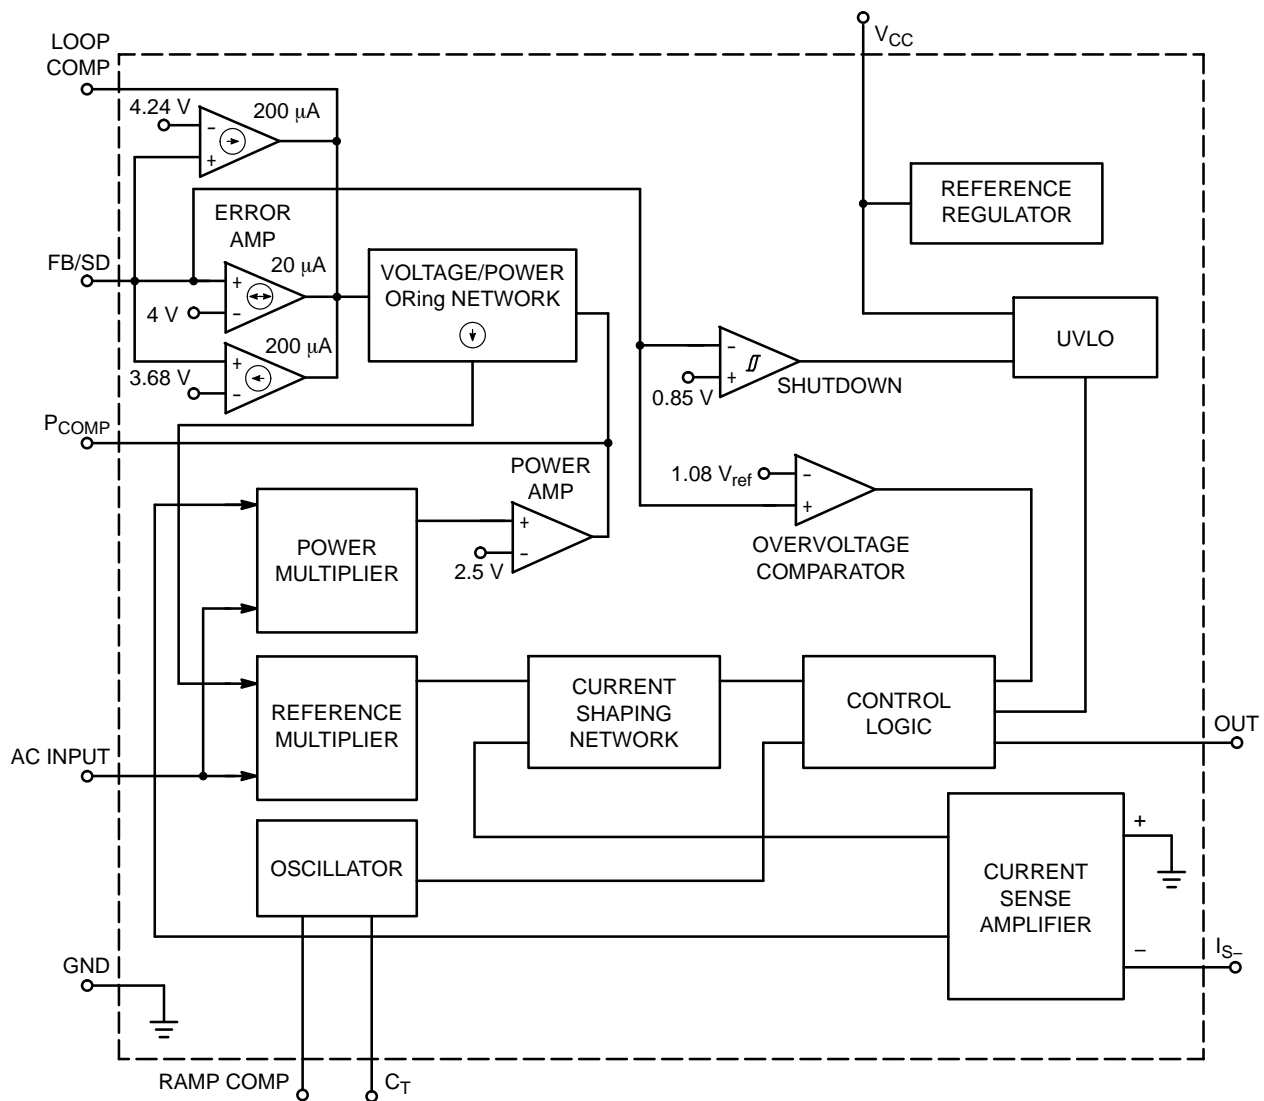 LOOP
COMP
VCC
4.24 V
200 μA
–
+
REFERENCE
REGULATOR
ERROR
AMP
FB/SD
20 μA
+
–
4 V
VOLTAGE/POWER
ORing NETWORK
200 μA
+
–
3.68 V
–
+
0.85 V
SHUTDOWN
UVLO
PCOMP
POWER
AMP
1.08 Vref
–
+
OVERVOLTAGE
COMPARATOR
POWER
MULTIPLIER
+
–
2.5 V
REFERENCE
MULTIPLIER
CURRENT
SHAPING
NETWORK
CONTROL
LOGIC
OUT
AC INPUT
OSCILLATOR
+
CURRENT
SENSE
AMPLIFIER
–
IS–
GND
RAMP COMP
CT